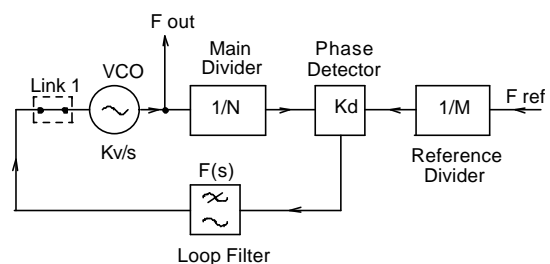 F out
Link 1
VCO
Main
Divider
Phase
Detector
1/N
Kd
1/M
F ref
Kv/s
Reference
Divider
F(s)
Loop Filter